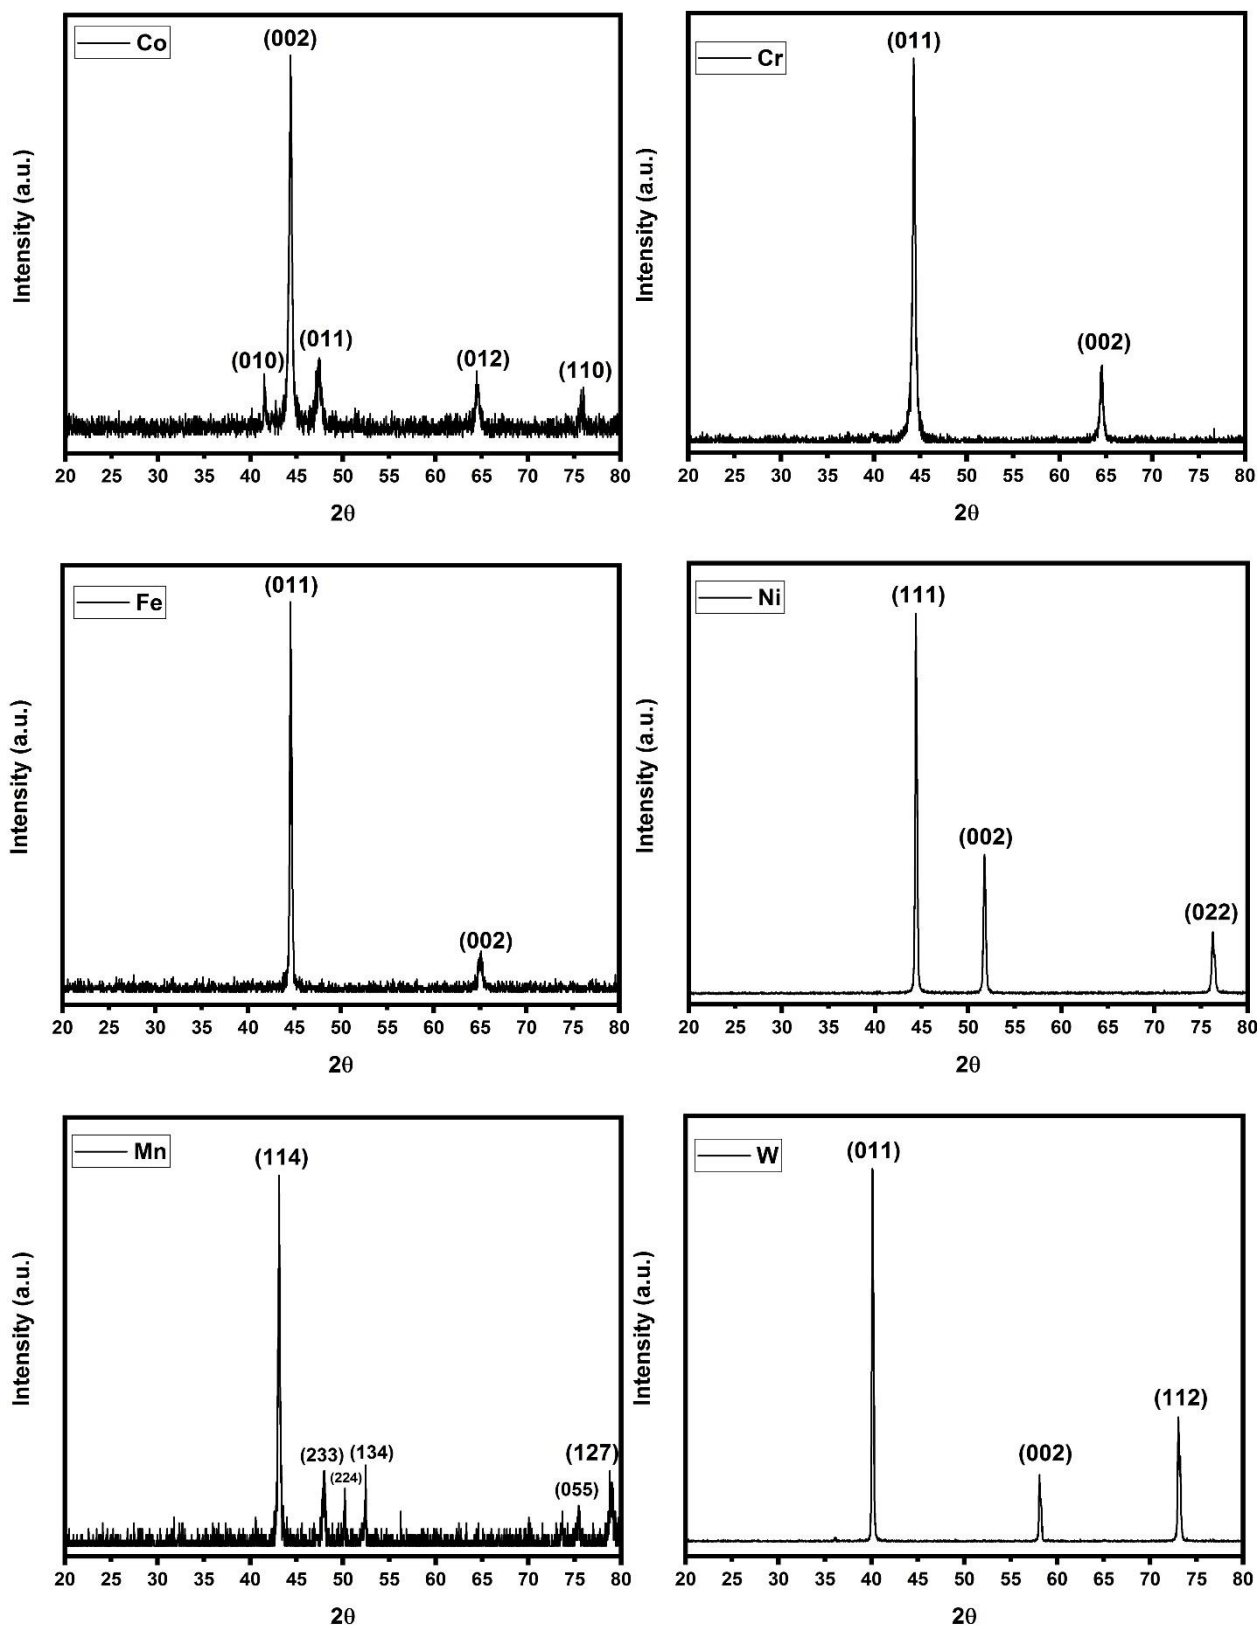 Co
(002)
(010)
(011)
(012)
(110)
Intensity (a.u.)
20 25 30 35 40 45 50 55 60 65 70 75 80
2θ
Cr
(011)
(002)
Intensity (a.u.)
20 25 30 35 40 45 50 55 60 65 70 75 80
2θ
Fe
(011)
(002)
Intensity (a.u.)
20 25 30 35 40 45 50 55 60 65 70 75 80
2θ
Ni
(111)
(002)
(022)
Intensity (a.u.)
20 25 30 35 40 45 50 55 60 65 70 75 80
2θ
Mn
(114)
(233)
(224)
(134)
(055)
(127)
Intensity (a.u.)
20 25 30 35 40 45 50 55 60 65 70 75 80
2θ
W
(011)
(002)
(112)
Intensity (a.u.)
20 25 30 35 40 45 50 55 60 65 70 75 80
2θ